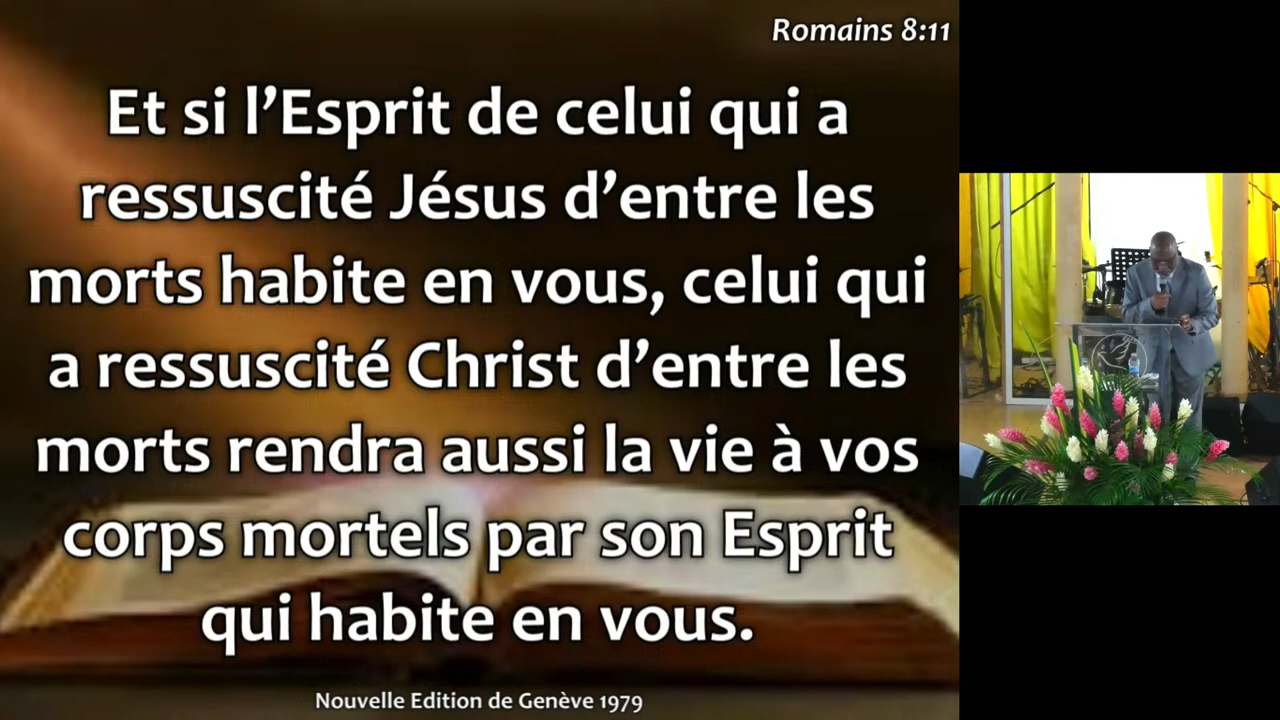 Romains 8:11
Et si l’Esprit de celui qui a
ressuscité Jésus d’entre les
morts habite en vous, celui qui
a ressuscité Christ d’entre les
morts rendra aussi la vie à vos
corps mortels par son Esprit
qui habite en vous.
Nouvelle Edition de Genève 1979